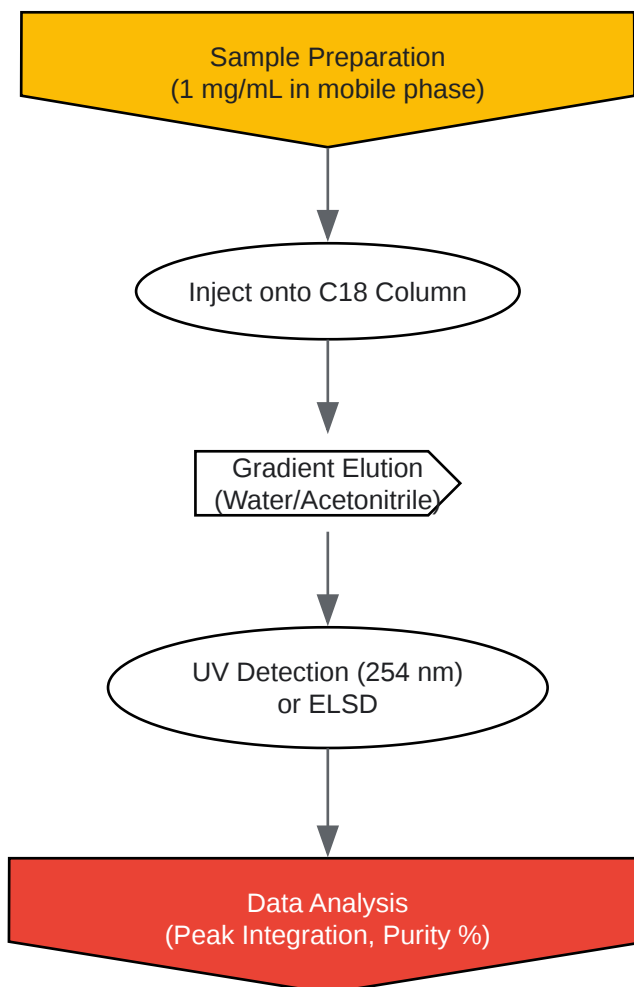 Sample Preparation
(1 mg/mL in mobile phase)
Inject onto C18 Column
Gradient Elution
(Water/Acetonitrile)
UV Detection (254 nm)
or ELSD
Data Analysis
(Peak Integration, Purity %)